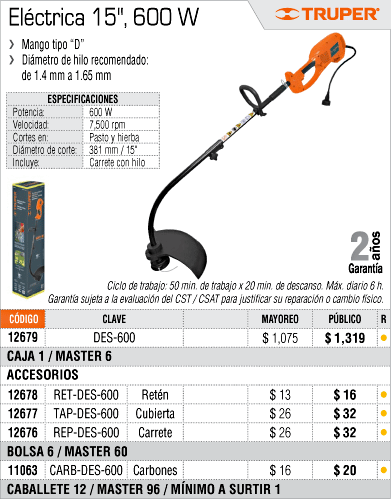 Eléctrica 15", 600 W
TRUPER
Mango tipo “D”
Diámetro de hilo recomendado:
de 1.4 mm a 1.65 mm
ESPECIFICACIONES
Potencia: 600 W
Velocidad: 7,500 rpm
Cortes en: Pasto y hierba
Diámetro de corte: 381 mm / 15"
Incluye: Carrete con hilo
2 años
Garantía
Ciclo de trabajo: 50 min. de trabajo x 20 min. de descanso. Máx. diario 6 h.
Garantía sujeta a la evaluación del CST / CSAT para justificar su reparación o cambio físico.
CÓDIGO CLAVE MAYOREO PÚBLICO R
12679 DES-600 $ 1,075 $ 1,319
CAJA 1 / MASTER 6
ACCESORIOS
12678 RET-DES-600 Retén $ 13 $ 16
12677 TAP-DES-600 Cubierta $ 26 $ 32
12676 REP-DES-600 Carrete $ 26 $ 32
BOLSA 6 / MASTER 60
11063 CARB-DES-600 Carbones $ 16 $ 20
CABALLETE 12 / MASTER 96 / MÍNIMO A SURTIR 1